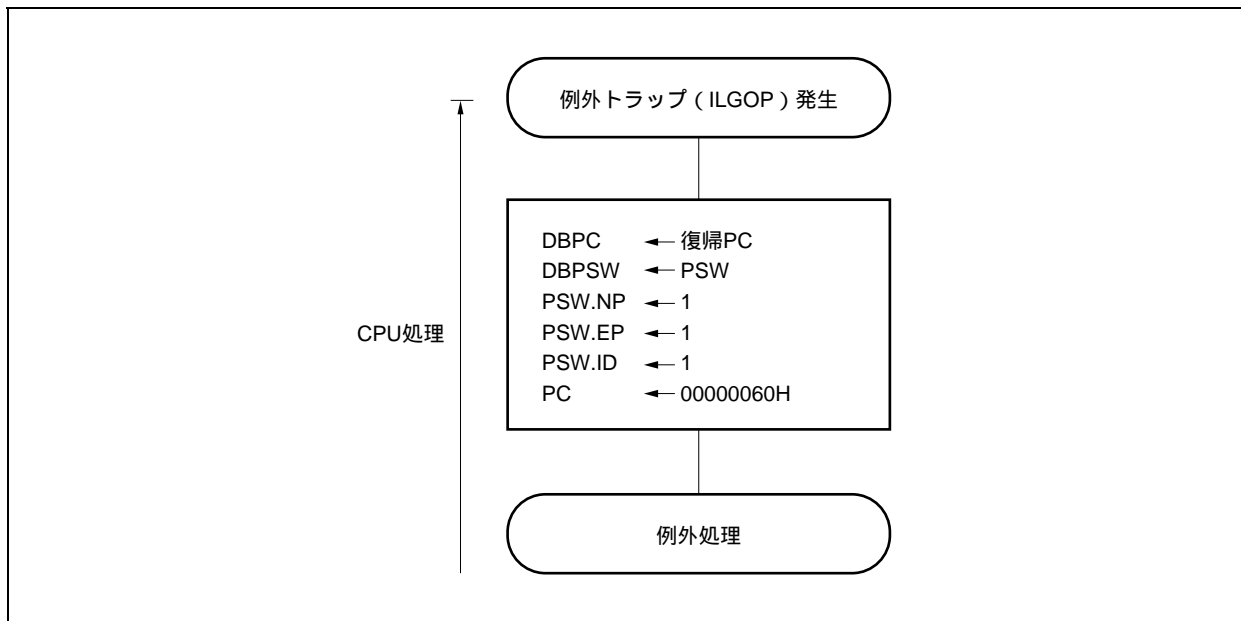 例外トラップ（ILGOP）発生
DBPC ← 復帰PC
DBPSW ← PSW
PSW.NP ← 1
PSW.EP ← 1
PSW.ID ← 1
PC ← 00000060H
CPU処理
例外処理